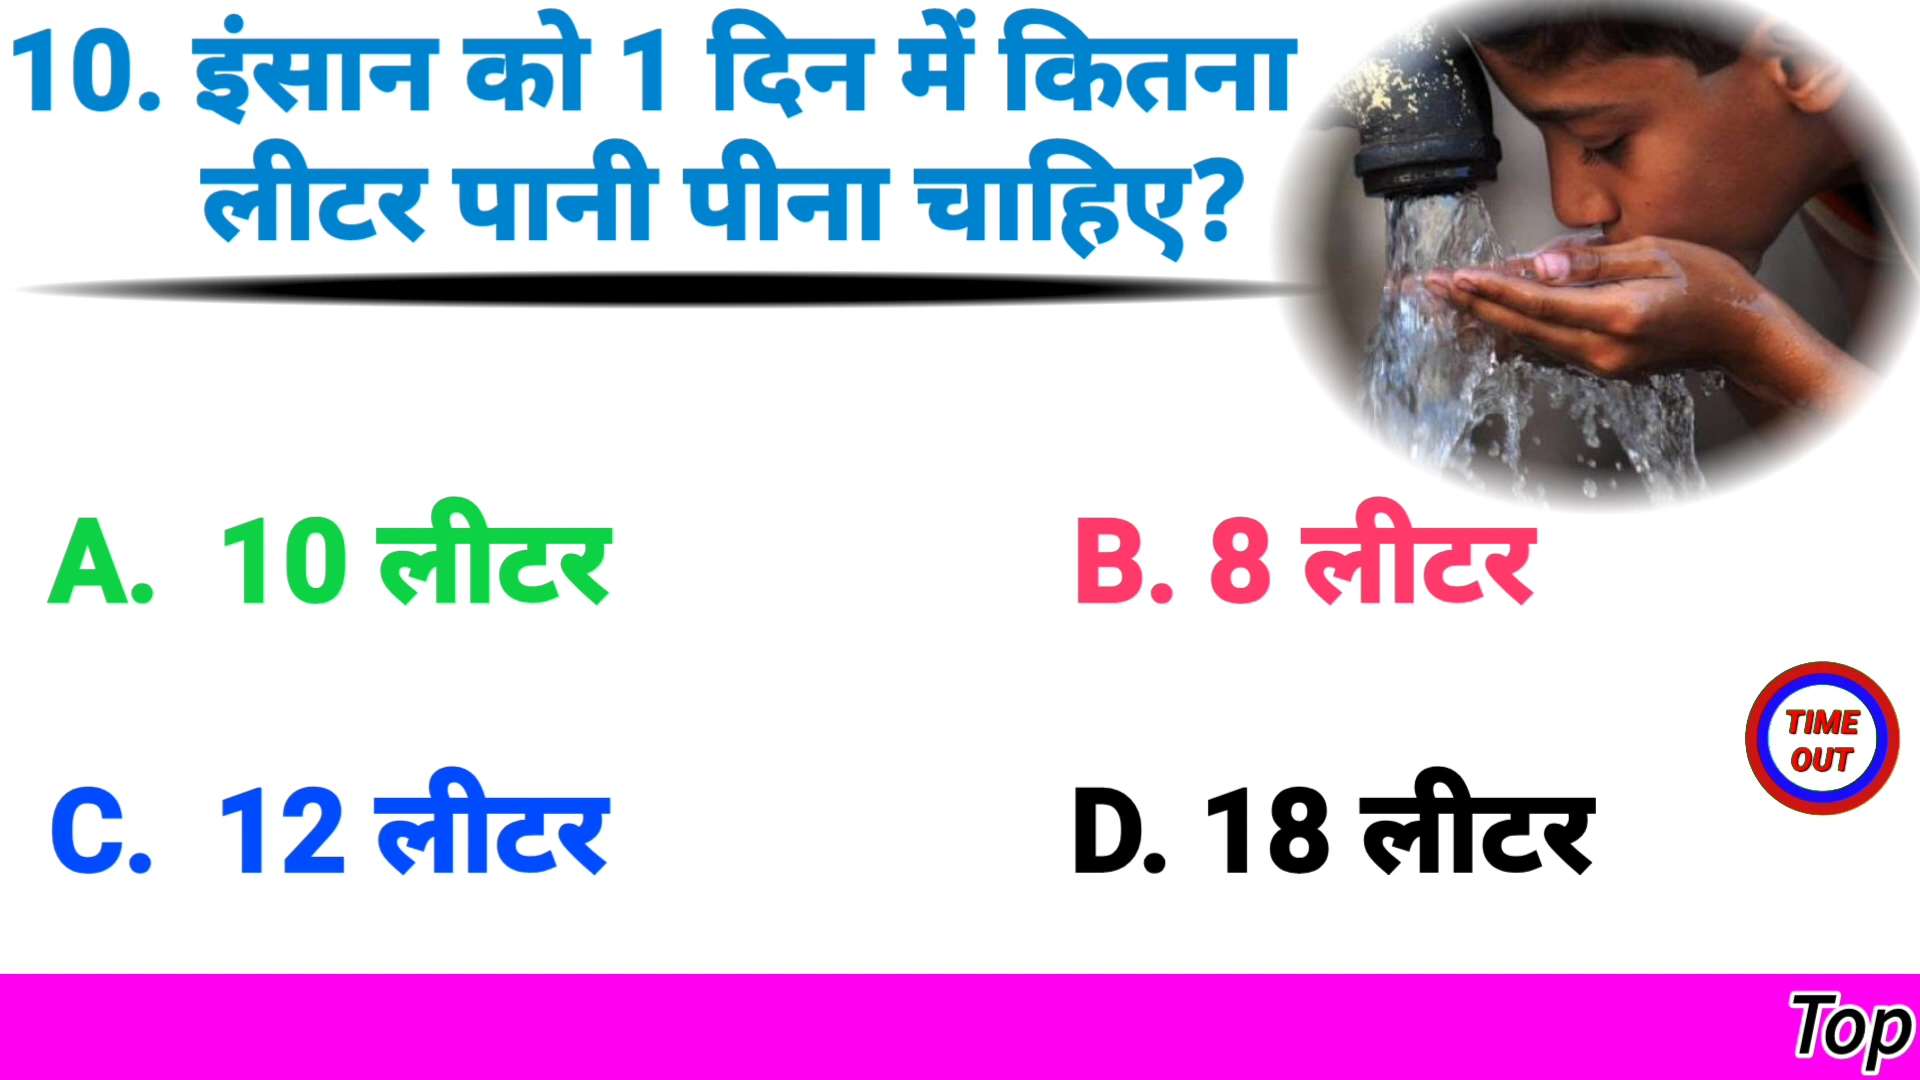 10. इंसान को 1 दिन में कितना
लीटर पानी पीना चाहिए?
A. 10 लीटर
B. 8 लीटर
TIME
OUT
C. 12 लीटर
D. 18 लीटर
Top